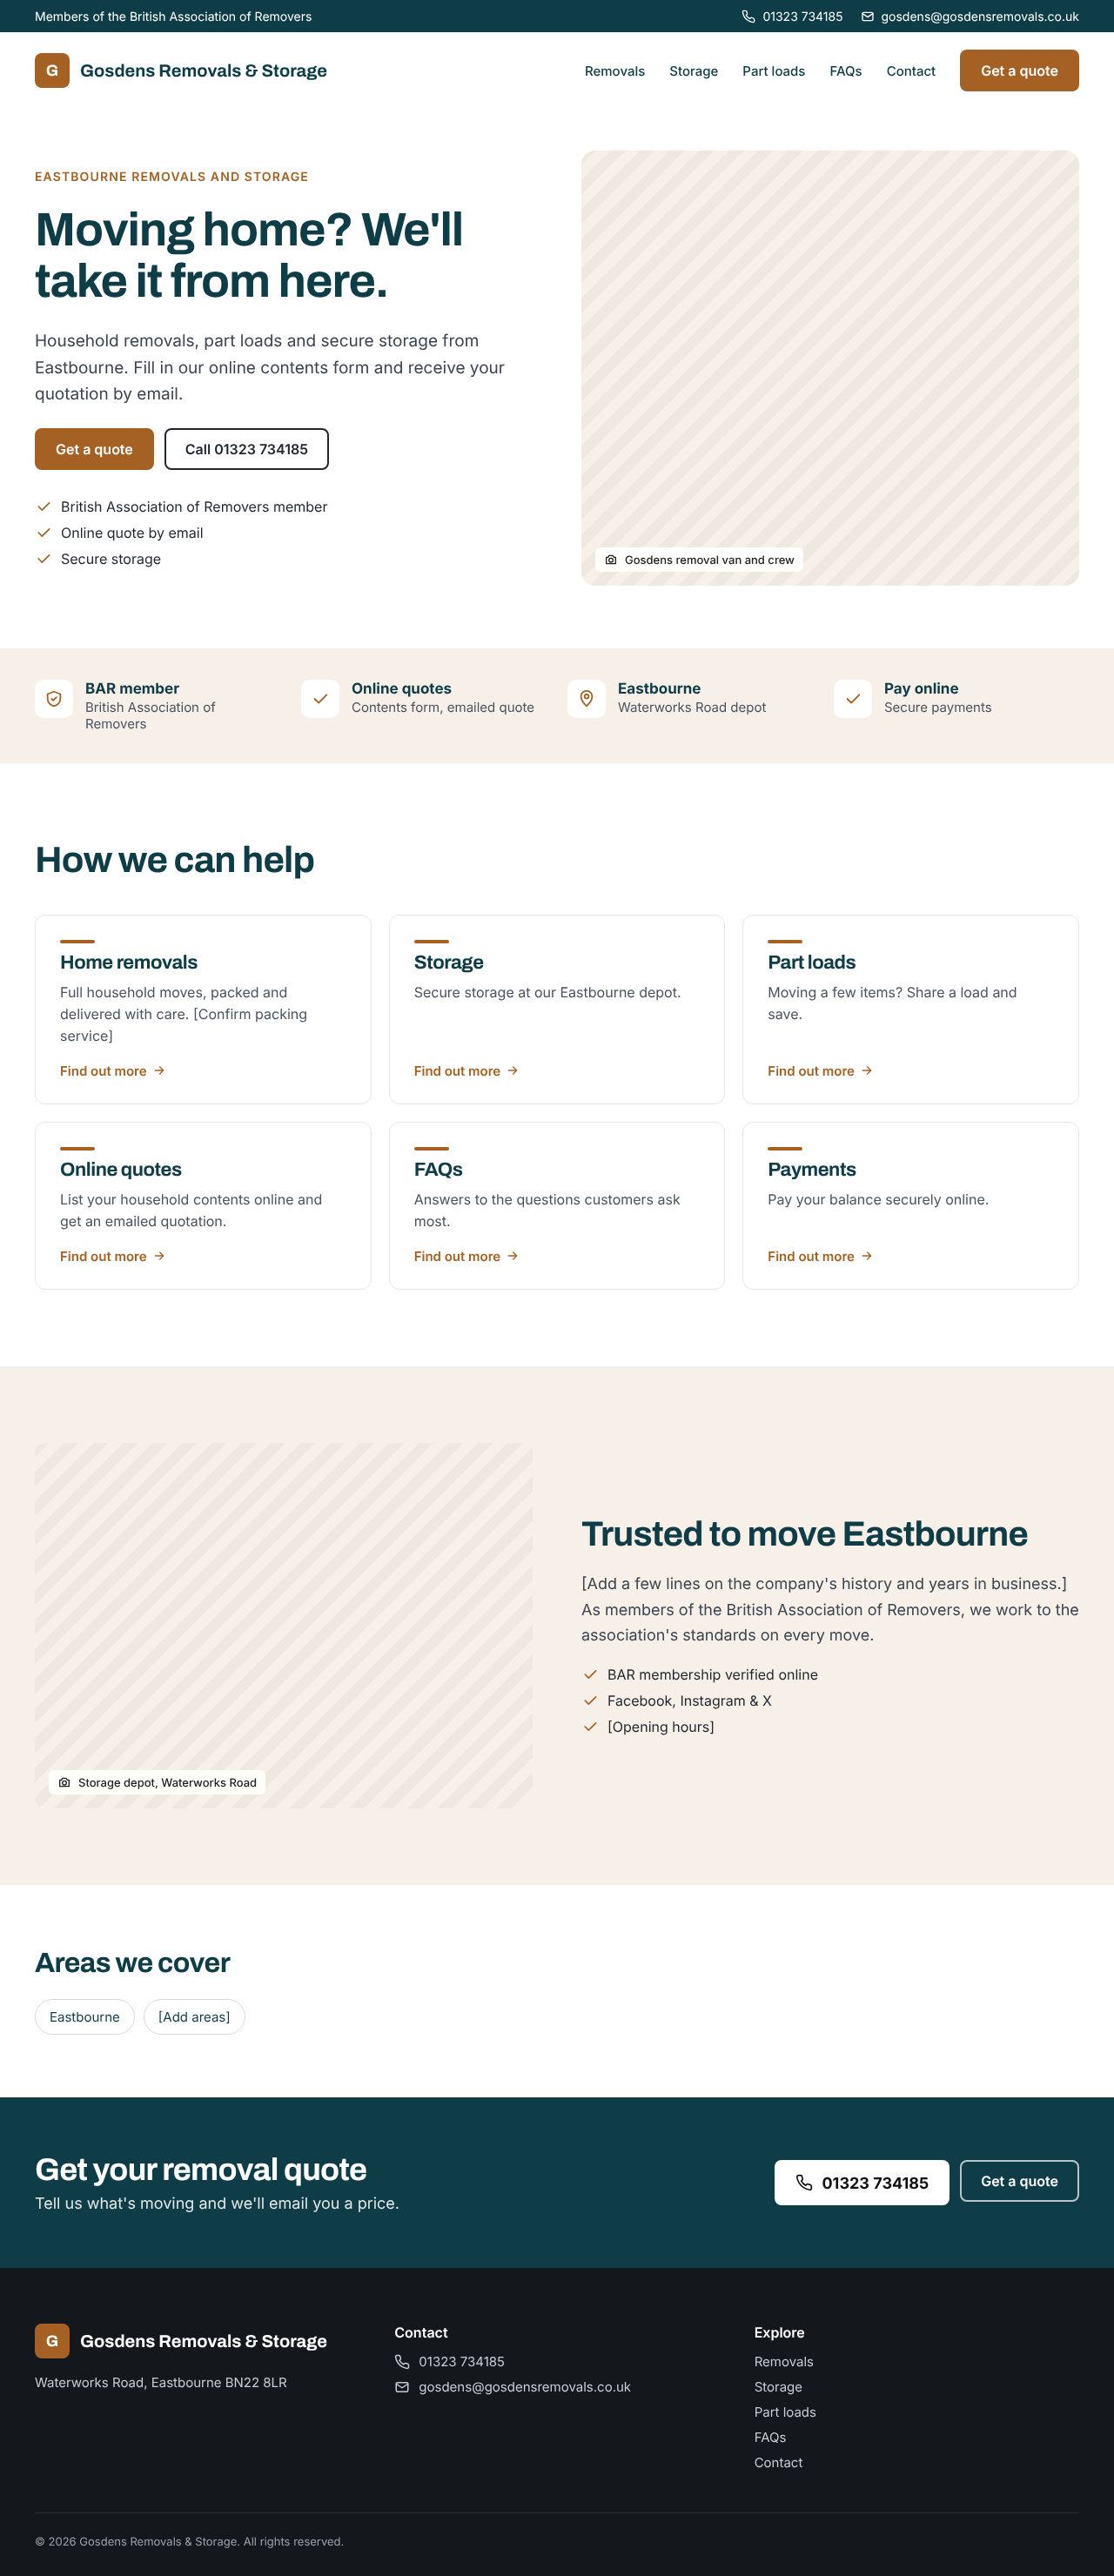 Members of the British Association of Removers
01323 734185
gosdens@gosdensremovals.co.uk
G
Gosdens Removals & Storage
Removals
Storage
Part loads
FAQs
Contact
Get a quote
EASTBOURNE REMOVALS AND STORAGE
Moving home? We'll
take it from here.
Household removals, part loads and secure storage from
Eastbourne. Fill in our online contents form and receive your
quotation by email.
Get a quote
Call 01323 734185
British Association of Removers member
Online quote by email
Secure storage
Gosdens removal van and crew
BAR member
British Association of
Removers
Online quotes
Contents form, emailed quote
Eastbourne
Waterworks Road depot
Pay online
Secure payments
How we can help
Home removals
Full household moves, packed and
delivered with care. [Confirm packing
service]
Find out more
Storage
Secure storage at our Eastbourne depot.
Find out more
Part loads
Moving a few items? Share a load and
save.
Find out more
Online quotes
List your household contents online and
get an emailed quotation.
Find out more
FAQs
Answers to the questions customers ask
most.
Find out more
Payments
Pay your balance securely online.
Find out more
Storage depot, Waterworks Road
Trusted to move Eastbourne
[Add a few lines on the company's history and years in business.]
As members of the British Association of Removers, we work to the
association's standards on every move.
BAR membership verified online
Facebook, Instagram & X
[Opening hours]
Areas we cover
Eastbourne
[Add areas]
Get your removal quote
Tell us what's moving and we'll email you a price.
01323 734185
Get a quote
G
Gosdens Removals & Storage
Waterworks Road, Eastbourne BN22 8LR
Contact
01323 734185
gosdens@gosdensremovals.co.uk
Explore
Removals
Storage
Part loads
FAQs
Contact
© 2026 Gosdens Removals & Storage. All rights reserved.